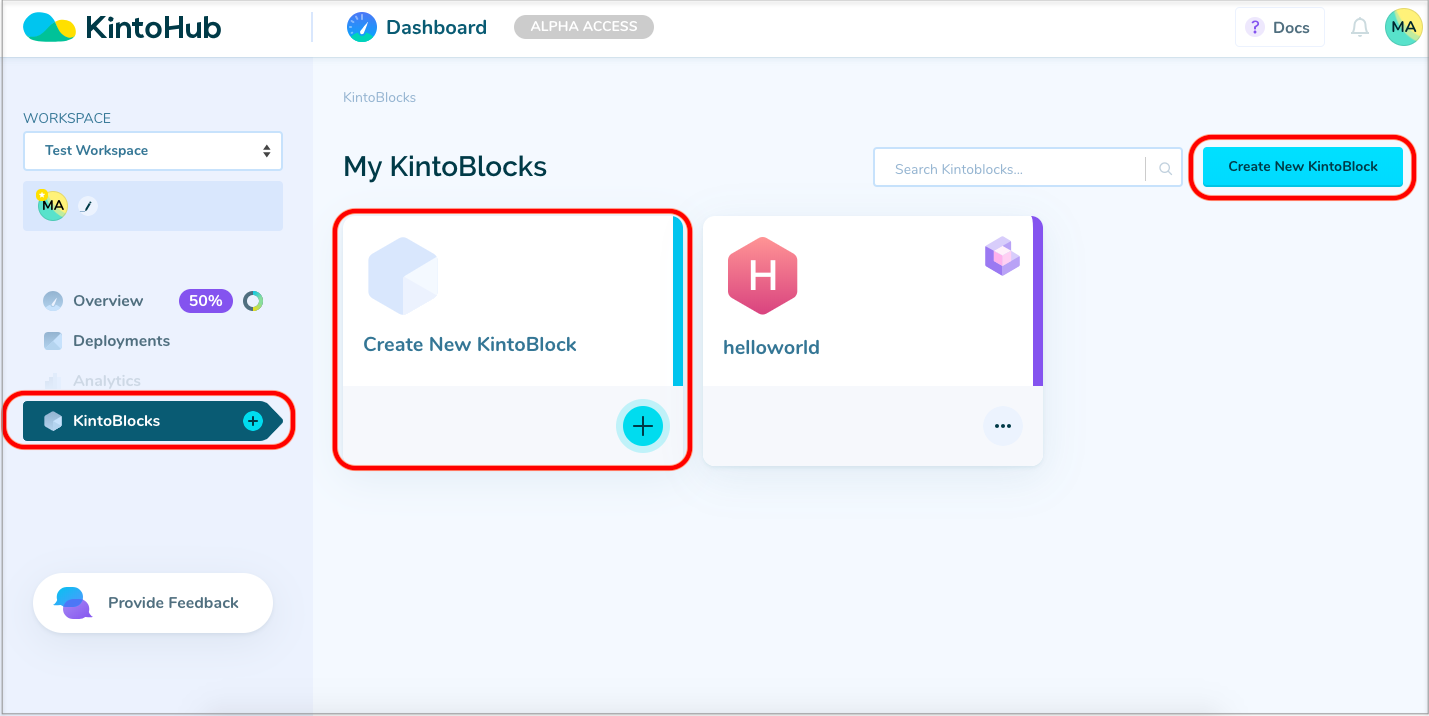 KintoHub
Dashboard
ALPHA ACCESS
? Docs
MA
WORKSPACE
Test Workspace
MA
Overview 50%
Deployments
Analytics
KintoBlocks
Provide Feedback
KintoBlocks
My KintoBlocks
Search Kintoblocks...
Create New KintoBlock
Create New KintoBlock
H
helloworld